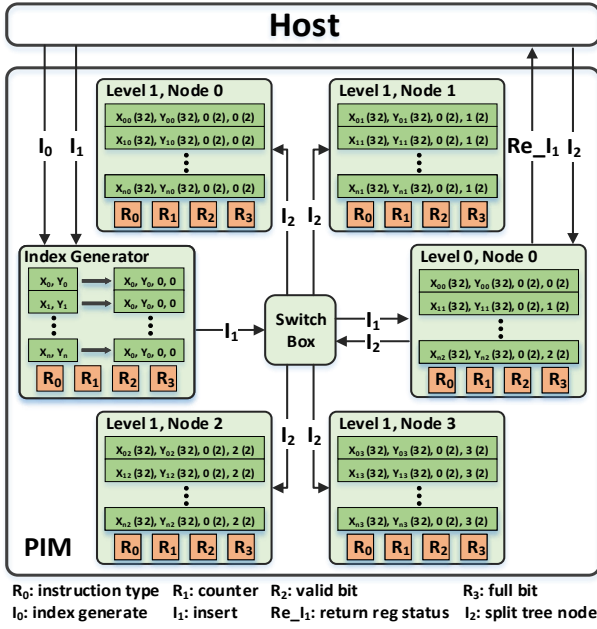 Host
I₀
I₁
Re_I₁
I₂
Level 1, Node 0
X₀₀ (32), Y₀₀ (32), 0 (2), 0 (2)
X₁₀ (32), Y₁₀ (32), 0 (2), 0 (2)
Xₙ₀ (32), Yₙ₀ (32), 0 (2), 0 (2)
R₀ R₁ R₂ R₃
Level 1, Node 1
X₀₁ (32), Y₀₁ (32), 0 (2), 1 (2)
X₁₁ (32), Y₁₁ (32), 0 (2), 1 (2)
Xₙ₁ (32), Yₙ₁ (32), 0 (2), 1 (2)
R₀ R₁ R₂ R₃
I₂
I₂
Index Generator
X₀, Y₀ X₀, Y₀, 0, 0
X₁, Y₁ X₀, Y₀, 0, 0
Xₙ, Yₙ X₀, Y₀, 0, 0
R₀ R₁ R₂ R₃
I₁
Switch
Box
I₁
I₂
Level 0, Node 0
X₀₀ (32), Y₀₀ (32), 0 (2), 0 (2)
X₁₁ (32), Y₁₁ (32), 0 (2), 1 (2)
Xₙ₂ (32), Yₙ₂ (32), 0 (2), 2 (2)
R₀ R₁ R₂ R₃
Level 1, Node 2
X₀₂ (32), Y₀₂ (32), 0 (2), 2 (2)
X₁₂ (32), Y₁₂ (32), 0 (2), 2 (2)
Xₙ₂ (32), Yₙ₂ (32), 0 (2), 2 (2)
R₀ R₁ R₂ R₃
I₂
I₂
Level 1, Node 3
X₀₃ (32), Y₀₃ (32), 0 (2), 3 (2)
X₁₃ (32), Y₁₃ (32), 0 (2), 3 (2)
Xₙ₃ (32), Yₙ₃ (32), 0 (2), 3 (2)
R₀ R₁ R₂ R₃
PIM
R₀: instruction type R₁: counter R₂: valid bit R₃: full bit
I₀: index generate I₁: insert Re_I₁: return reg status I₂: split tree node